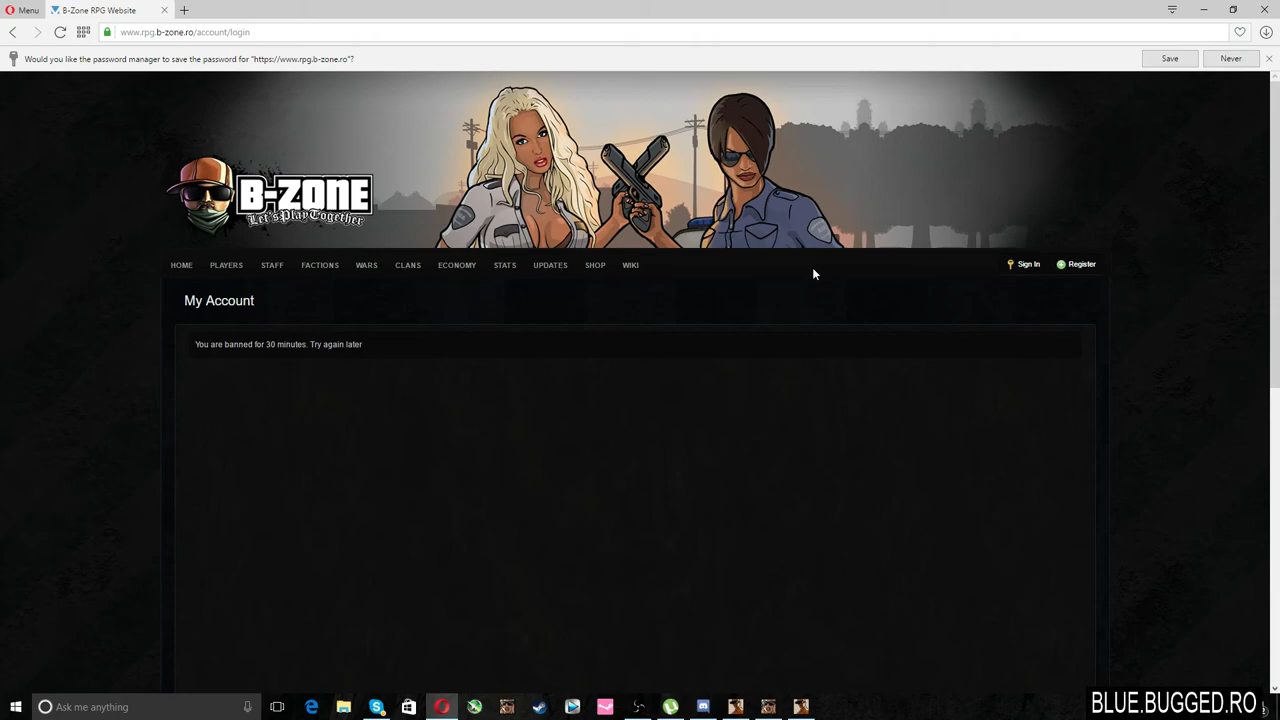 Menu
B-Zone RPG Website
www.rpg.b-zone.ro/account/login
Would you like the password manager to save the password for "https://www.rpg.b-zone.ro"?
Save
Never
B-ZONE
Let'sPlayTogether
HOME PLAYERS STAFF FACTIONS WARS CLANS ECONOMY STATS UPDATES SHOP WIKI
Sign In
Register
My Account
You are banned for 30 minutes. Try again later
Ask me anything
BLUE.BUGGED.RO